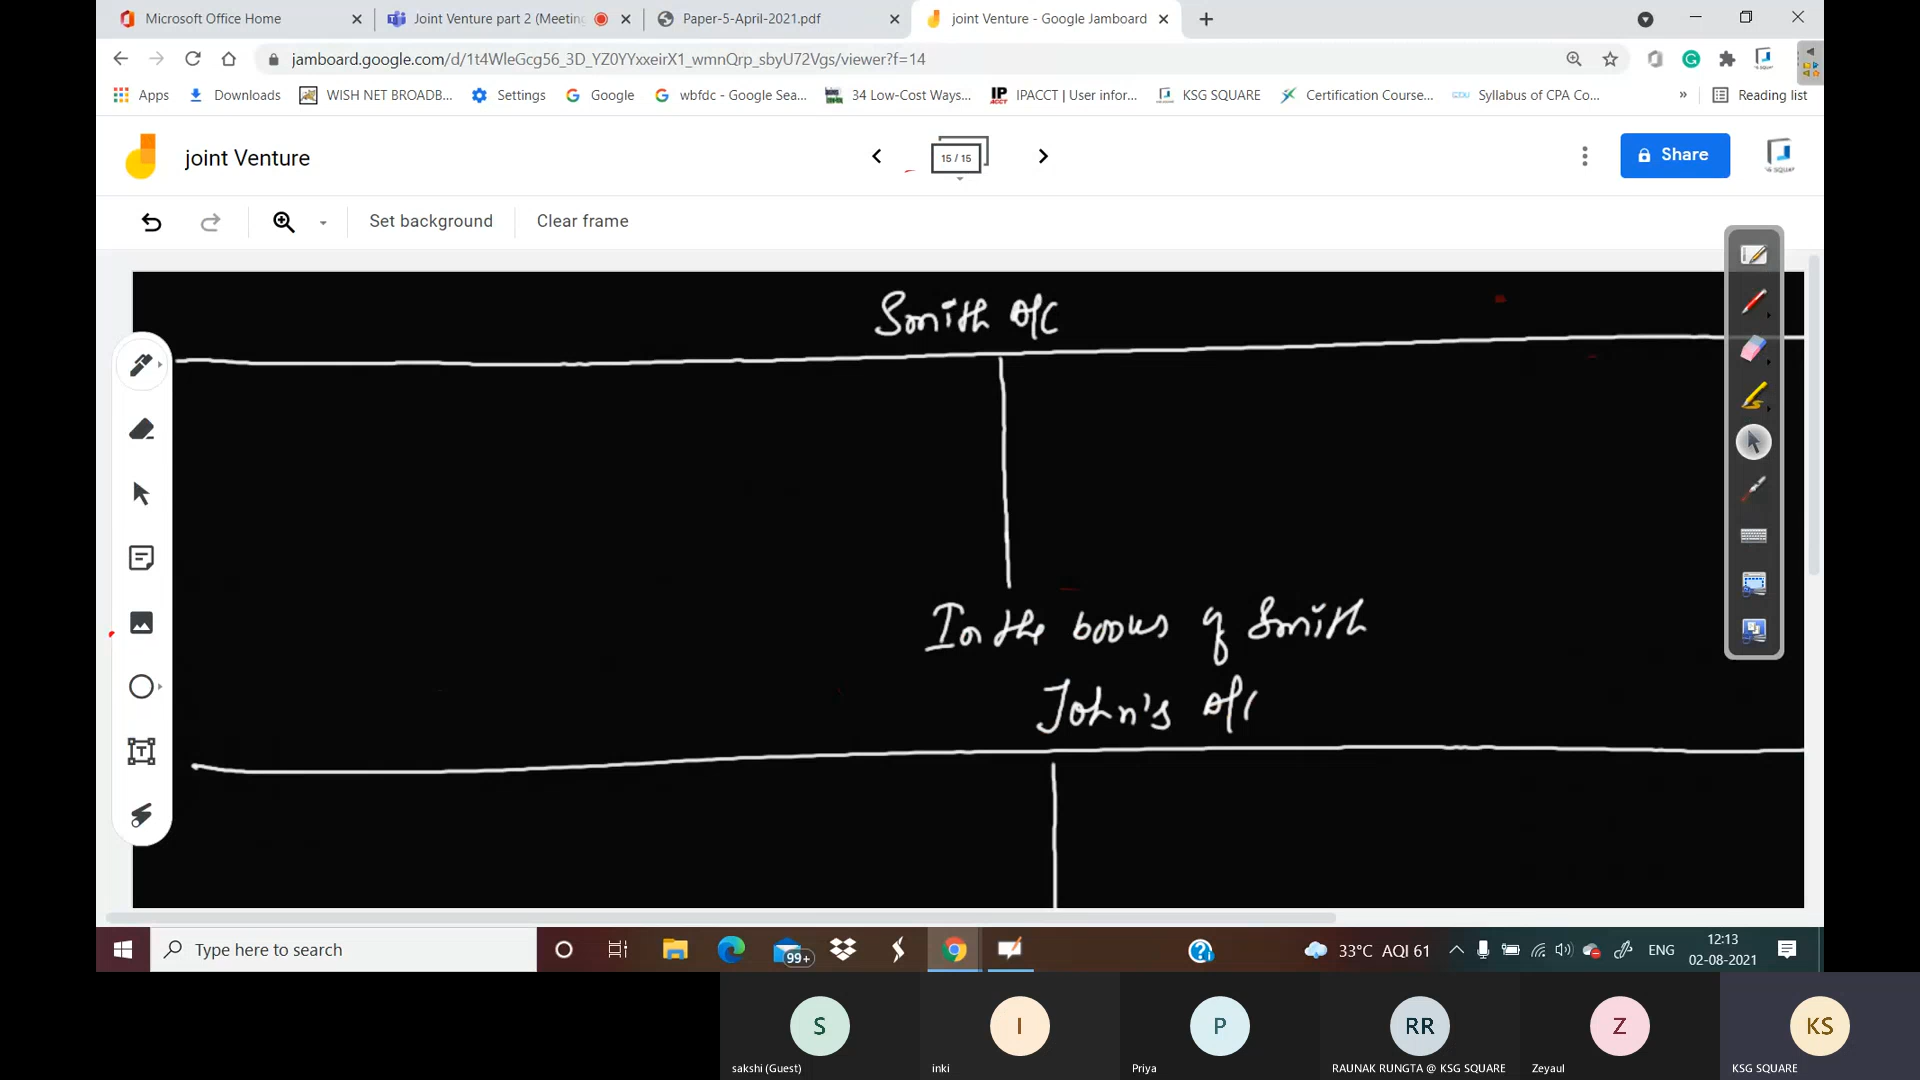 Microsoft Office Home
Joint Venture part 2 (Meeting
Paper-5-April-2021.pdf
joint Venture - Google Jamboard
jamboard.google.com/d/1t4WleGcg56_3D_YZ0YYxxeirX1_wmnQrp_sbyU72Vgs/viewer?f=14
Apps
Downloads
WISH NET BROADB...
Settings
Google
wbfdc - Google Sea...
34 Low-Cost Ways...
IPACCT | User infor...
KSG SQUARE
Certification Course...
Syllabus of CPA Co...
»
Reading list
joint Venture
15 / 15
Share
Set background
Clear frame
Smith A/C
In the books of Smith
John's A/C
Type here to search
99+
33°C AQI 61
ENG
12:13
02-08-2021
S
I
P
RR
Z
KS
sakshi (Guest)
inki
Priya
RAUNAK RUNGTA @ KSG SQUARE
Zeyaul
KSG SQUARE